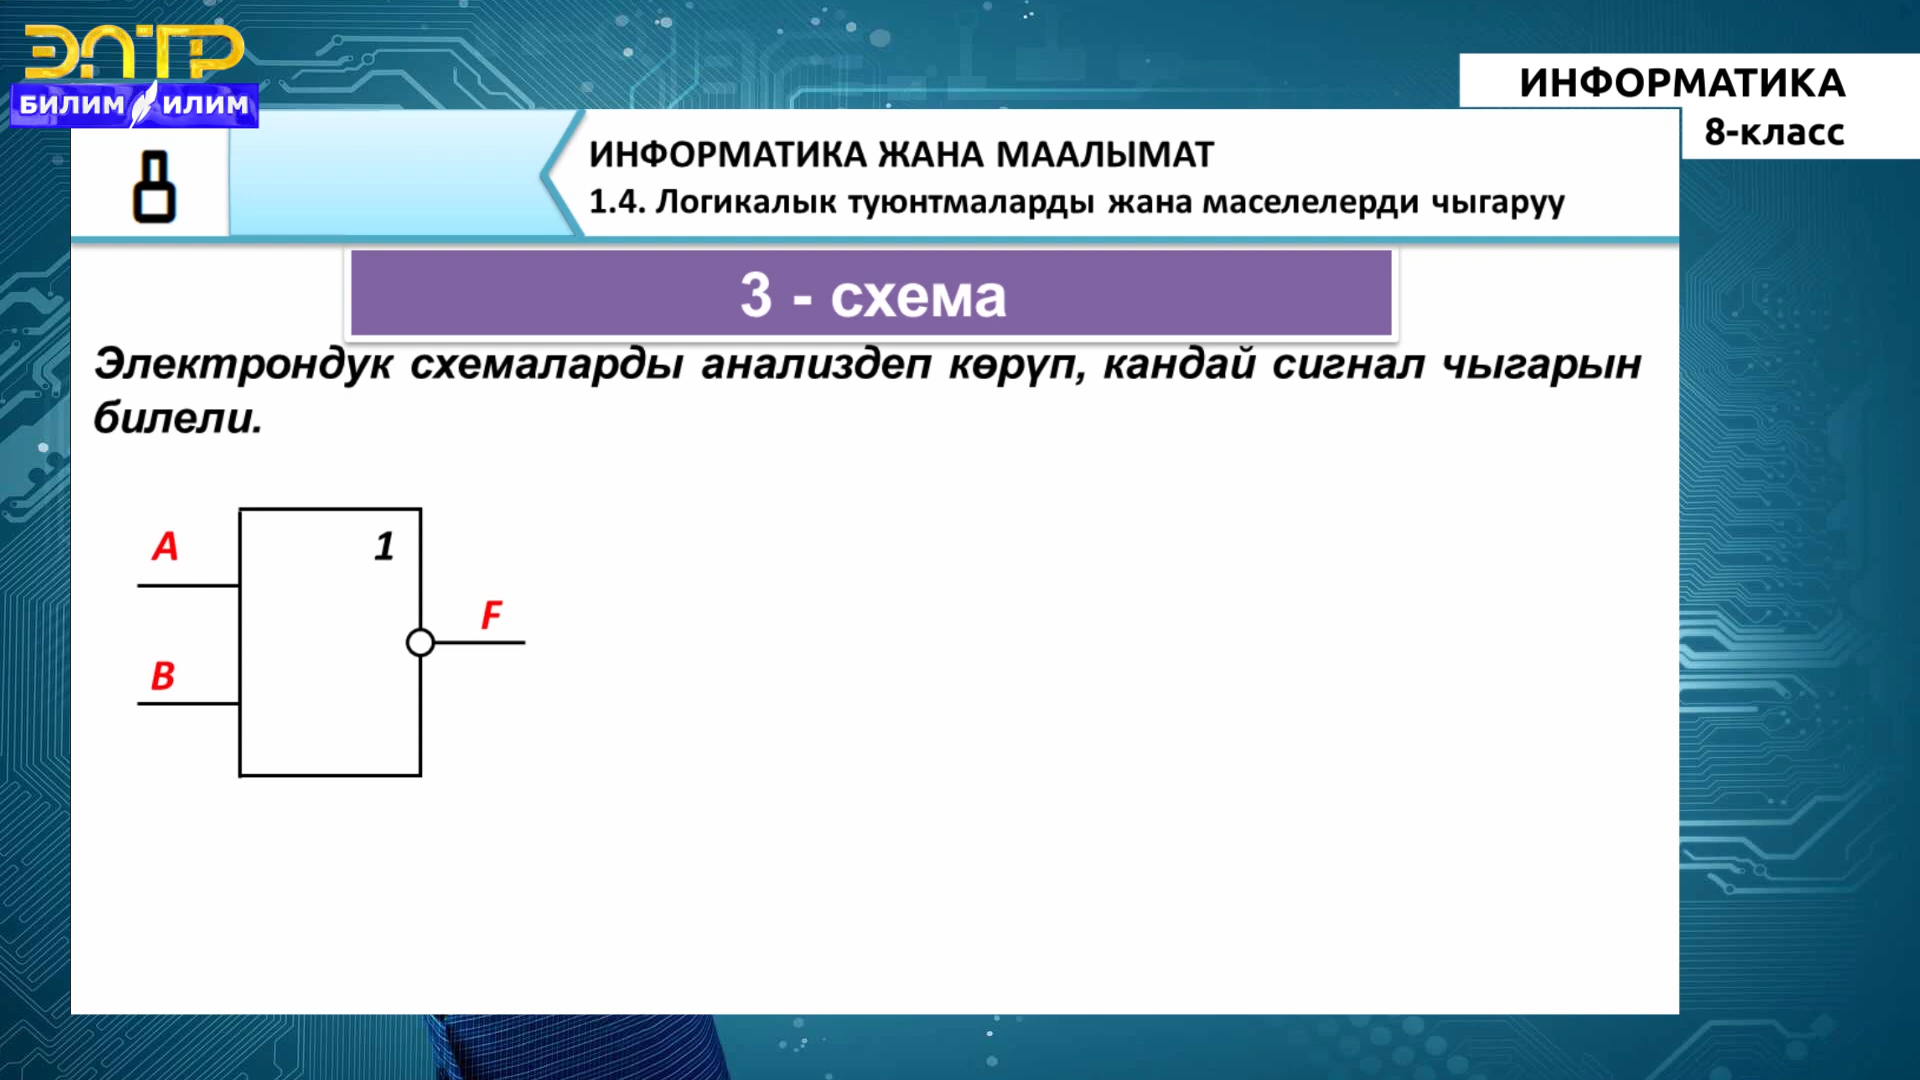 ЭЛТР
БИЛИМ ИЛИМ
ИНФОРМАТИКА
8-класс
8
ИНФОРМАТИКА ЖАНА МААЛЫМАТ
1.4. Логикалык туюнтмаларды жана маселелерди чыгаруу
3 - схема
Электрондук схемаларды анализдеп көрүп, кандай сигнал чыгарын
билели.
A
1
F
B